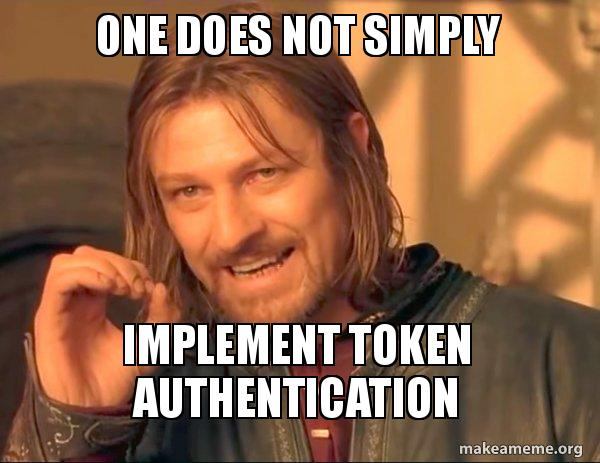 ONE DOES NOT SIMPLY
IMPLEMENT TOKEN
AUTHENTICATION
makeameme.org